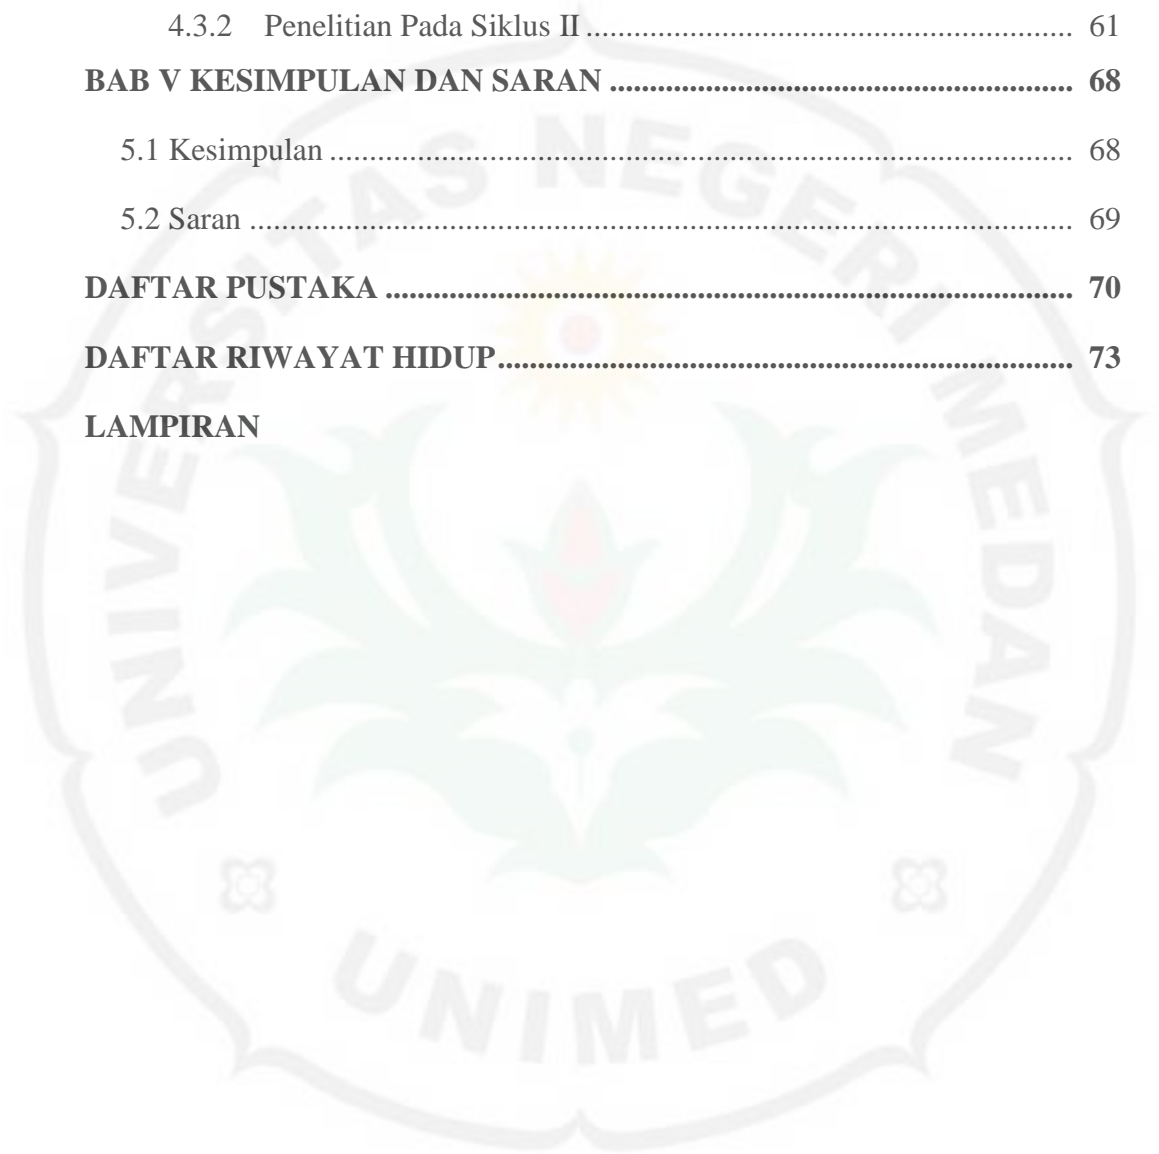 4.3.2 Penelitian Pada Siklus II ............................................................. 61
BAB V KESIMPULAN DAN SARAN .......................................................... 68
5.1 Kesimpulan ............................................................................................. 68
5.2 Saran ....................................................................................................... 69
DAFTAR PUSTAKA ...................................................................................... 70
DAFTAR RIWAYAT HIDUP ........................................................................ 73
LAMPIRAN
UNIVERSITAS NEGERI MEDAN
UNIMED